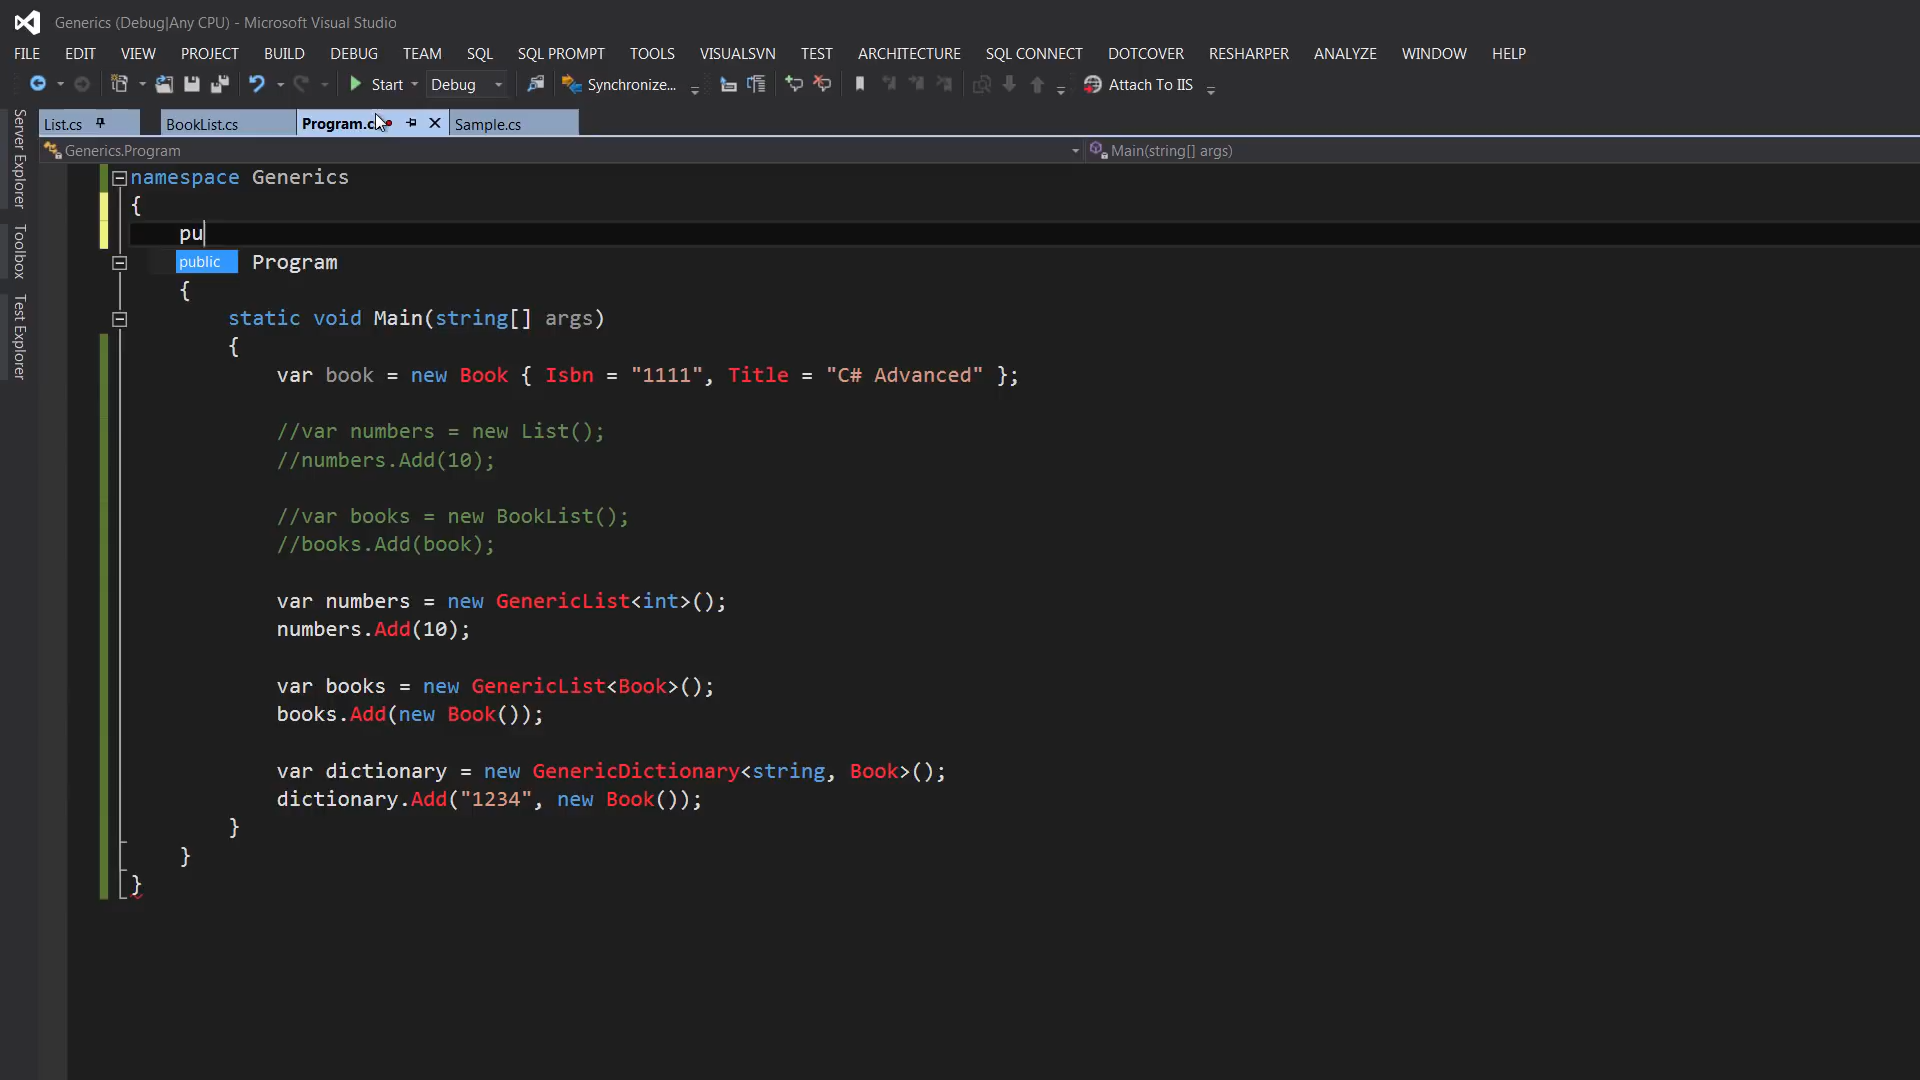 Generics (Debug|Any CPU) - Microsoft Visual Studio
FILE EDIT VIEW PROJECT BUILD DEBUG TEAM SQL SQL PROMPT TOOLS VISUALSVN TEST ARCHITECTURE SQL CONNECT DOTCOVER RESHARPER ANALYZE WINDOW HELP
Start Debug Synchronize... Attach To IIS
List.cs BookList.cs Program.c Sample.cs
Generics.Program Main(string[] args)
Server Explorer
Toolbox
Test Explorer
namespace Generics
{
pu
public Program
{
static void Main(string[] args)
{
var book = new Book { Isbn = "1111", Title = "C# Advanced" };
//var numbers = new List();
//numbers.Add(10);
//var books = new BookList();
//books.Add(book);
var numbers = new GenericList<int>();
numbers.Add(10);
var books = new GenericList<Book>();
books.Add(new Book());
var dictionary = new GenericDictionary<string, Book>();
dictionary.Add("1234", new Book());
}
}
}